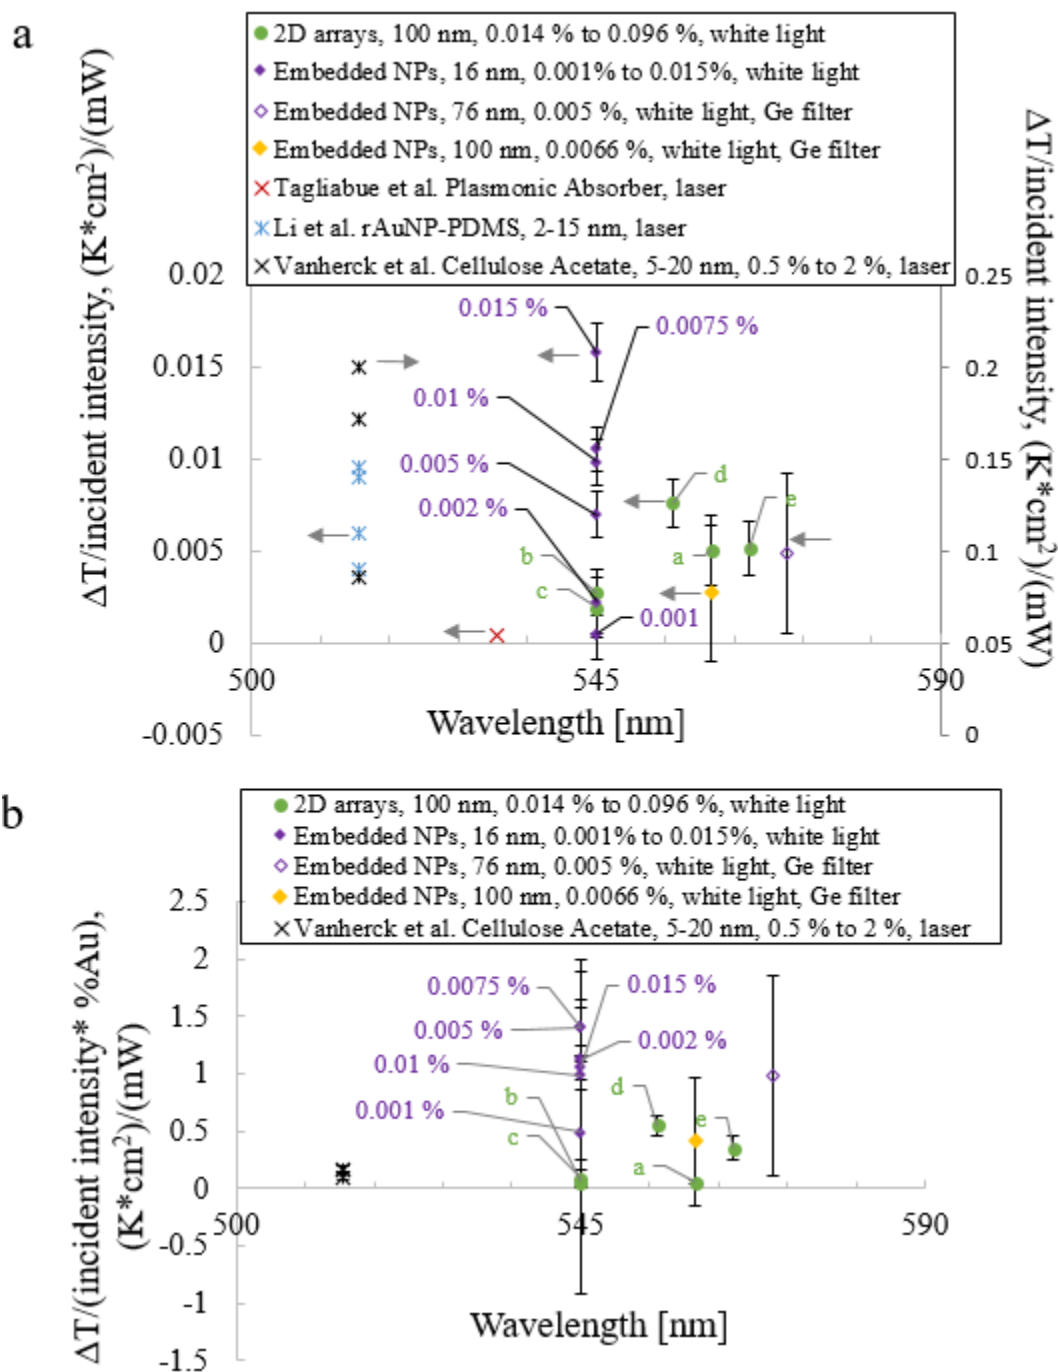 a
2D arrays, 100 nm, 0.014 % to 0.096 %, white light
Embedded NPs, 16 nm, 0.001% to 0.015%, white light
Embedded NPs, 76 nm, 0.005 %, white light, Ge filter
Embedded NPs, 100 nm, 0.0066 %, white light, Ge filter
Tagliabue et al. Plasmonic Absorber, laser
Li et al. rAuNP-PDMS, 2-15 nm, laser
Vanherck et al. Cellulose Acetate, 5-20 nm, 0.5 % to 2 %, laser
ΔT/incident intensity, (K*cm²)/(mW)
ΔT/incident intensity, (K*cm²)/(mW)
0.02
0.015
0.01
0.005
0
-0.005
0.25
0.2
0.15
0.1
0.05
0
0.015 %
0.0075 %
0.01 %
0.005 %
0.002 %
0.001
b
c
d
a
e
500
545
590
Wavelength [nm]
b
2D arrays, 100 nm, 0.014 % to 0.096 %, white light
Embedded NPs, 16 nm, 0.001% to 0.015%, white light
Embedded NPs, 76 nm, 0.005 %, white light, Ge filter
Embedded NPs, 100 nm, 0.0066 %, white light, Ge filter
Vanherck et al. Cellulose Acetate, 5-20 nm, 0.5 % to 2 %, laser
ΔT/(incident intensity* %Au),
(K*cm²)/(mW)
2.5
2
1.5
1
0.5
0
-0.5
-1
-1.5
0.0075 %
0.015 %
0.005 %
0.002 %
0.01 %
0.001 %
b
c
d
e
a
500
545
590
Wavelength [nm]